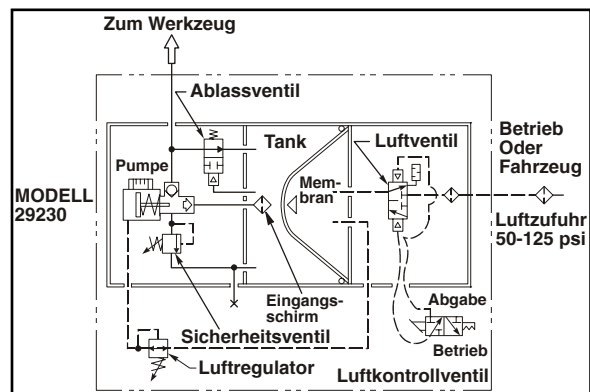 Zum Werkzeug
Ablassventil
Tank
Luftventil
Betrieb
Oder
Fahrzeug
Pumpe
Mem-
bran
MODELL
29230
Luftzufuhr
50-125 psi
Eingangs-
schirm
Abgabe
Sicherheitsventil
Betrieb
Luftregulator
Luftkontrollventil